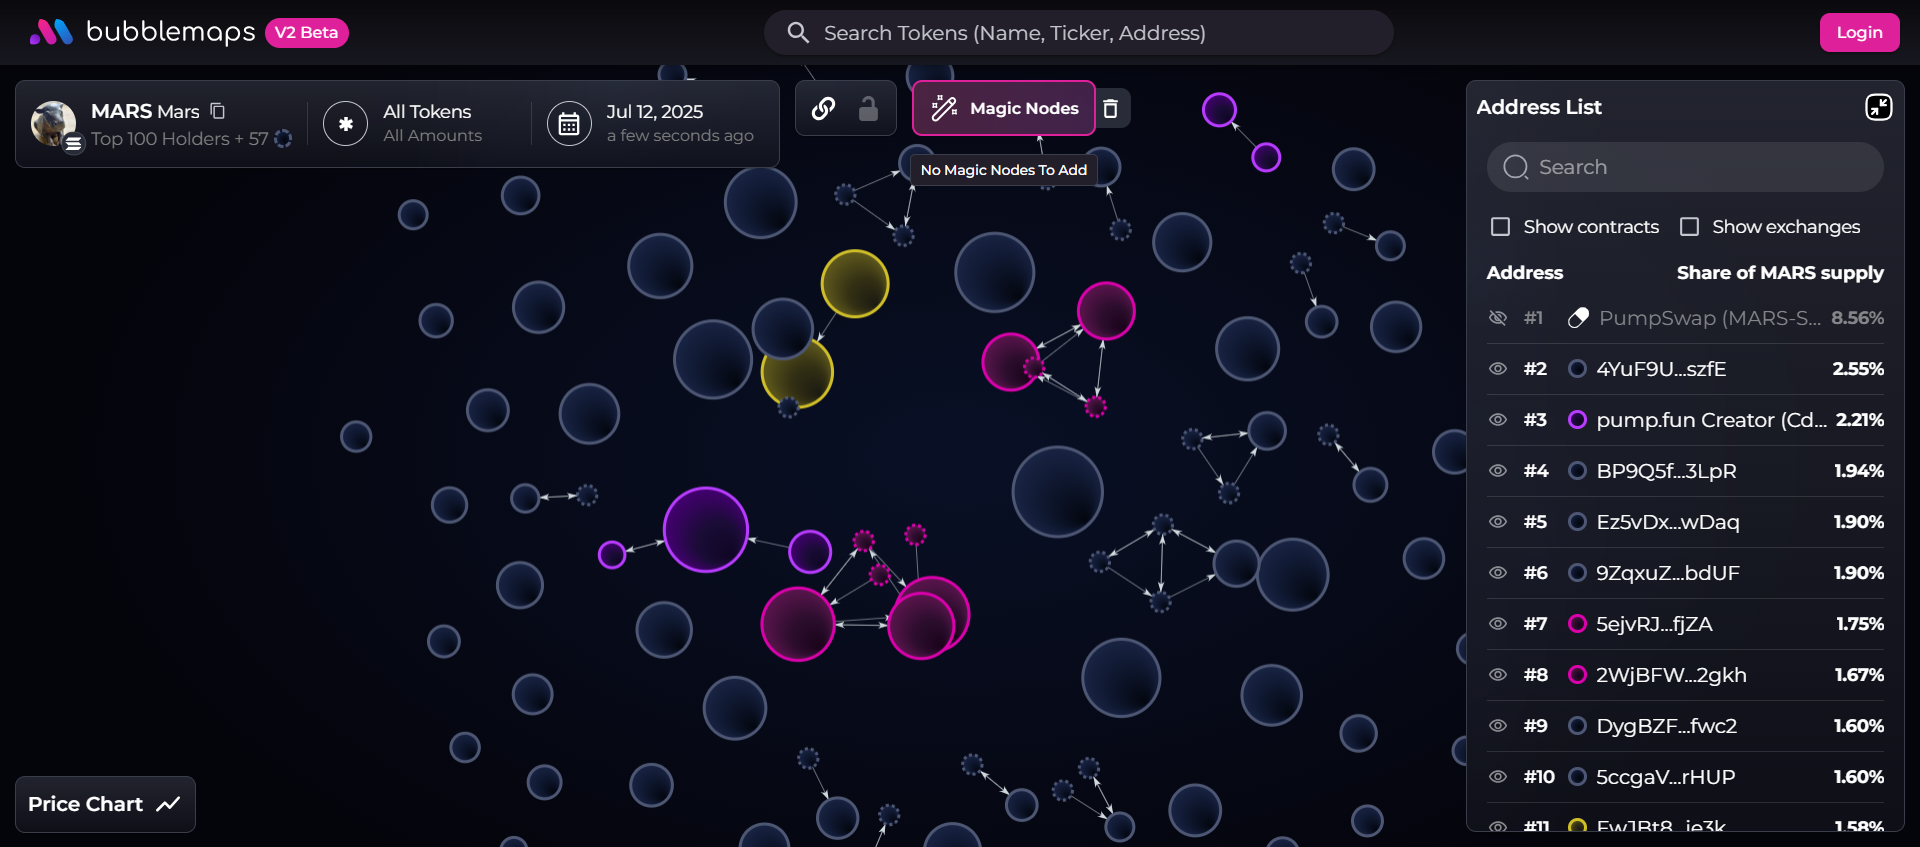 bubblemaps V2 Beta
Search Tokens (Name, Ticker, Address)
Login
MARS Mars
Top 100 Holders + 57
All Tokens
All Amounts
Jul 12, 2025
a few seconds ago
Magic Nodes
No Magic Nodes To Add
Address List
Search
Show contracts Show exchanges
Address Share of MARS supply
#1 PumpSwap (MARS-S... 8.56%
#2 4YuF9U...szfE 2.55%
#3 pump.fun Creator (Cd... 2.21%
#4 BP9Q5f...3LpR 1.94%
#5 Ez5vDx...wDaq 1.90%
#6 9ZqxuZ...bdUF 1.90%
#7 5ejvRJ...fjZA 1.75%
#8 2WjBFW...2gkh 1.67%
#9 DygBZF...fwc2 1.60%
#10 5ccgaV...rHUP 1.60%
#11 1.58%
Price Chart